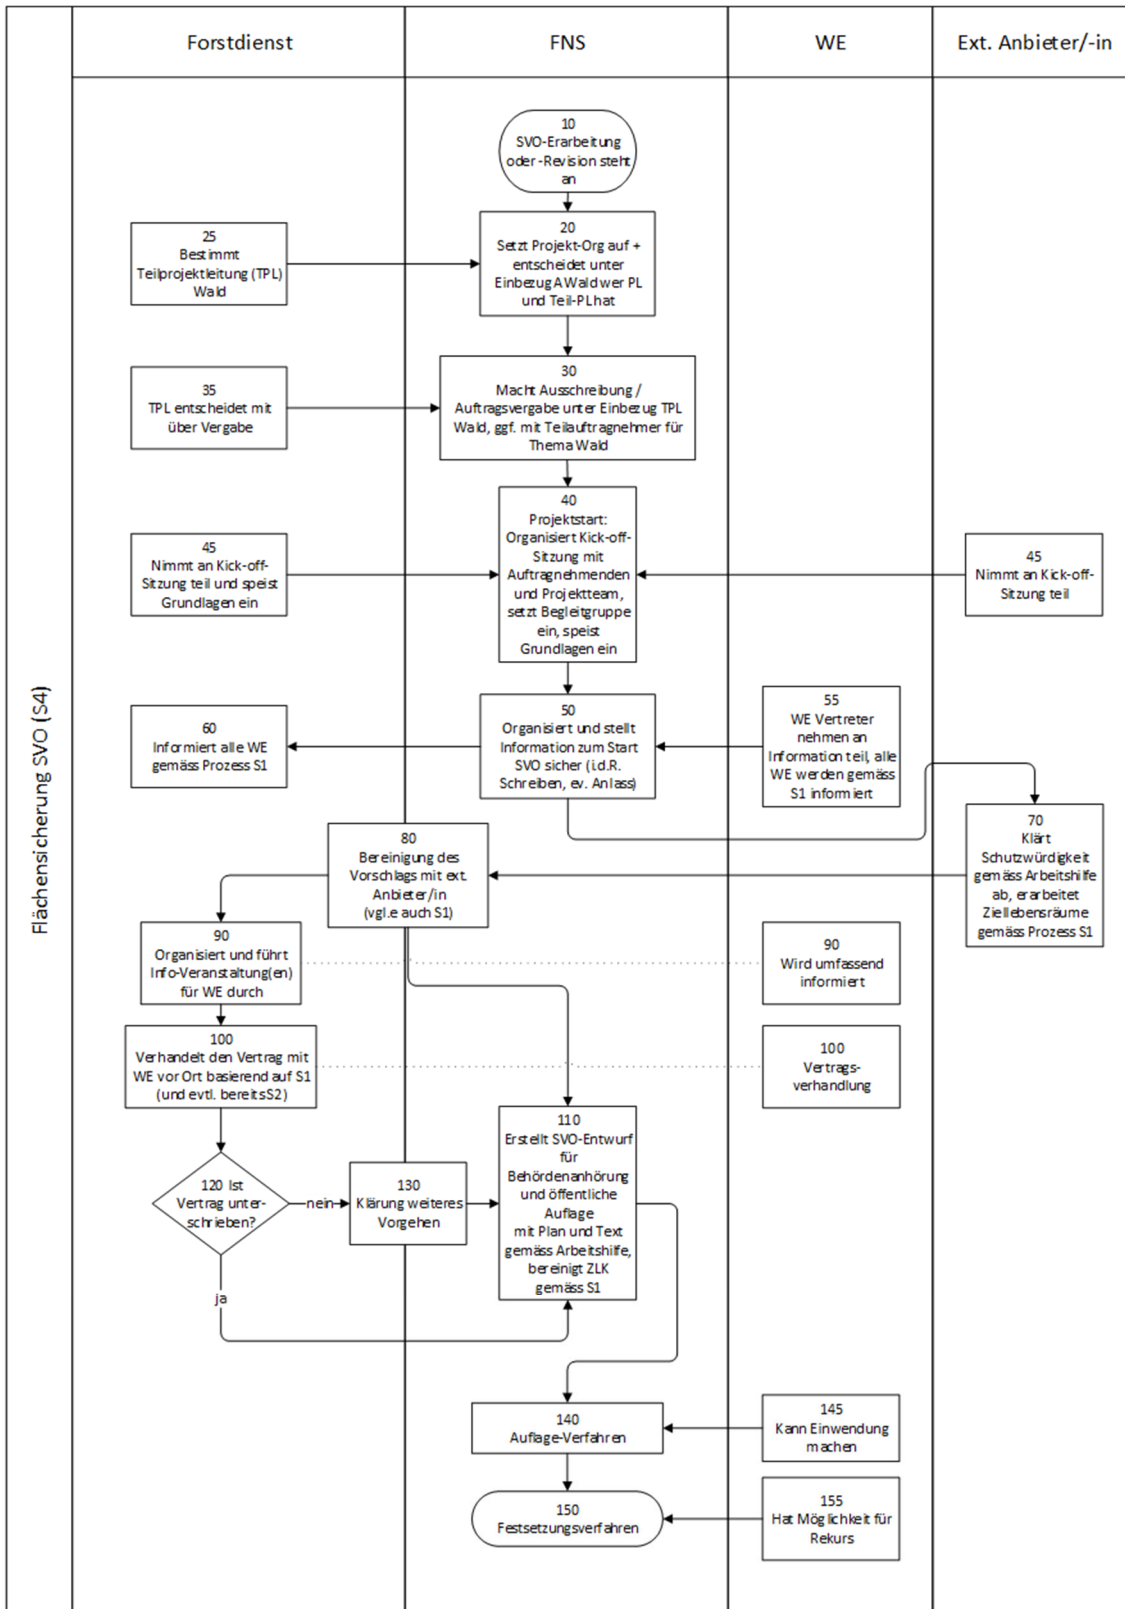 Forstdienst
FNS
WE
Ext. Anbieter/-in
Flächensicherung SVO (S4)
10
SVO-Erarbeitung
oder -Revision steht
an
25
Bestimmt
Teilprojektleitung (TPL)
Wald
20
Setzt Projekt-Org auf +
entscheidet unter
Einbezug A Wald wer PL
und Teil-PL hat
35
TPL entscheidet mit
über Vergabe
30
Macht Ausschreibung /
Auftragsvergabe unter Einbezug TPL
Wald, ggf. mit Teilauftragnehmer für
Thema Wald
45
Nimmt an Kick-off-
Sitzung teil und speist
Grundlagen ein
40
Projektstart:
Organisiert Kick-off-
Sitzung mit
Auftragnehmenden
und Projektteam,
setzt Begleitgruppe
ein, speist
Grundlagen ein
45
Nimmt an Kick-off-
Sitzung teil
60
Informiert alle WE
gemäss Prozess S1
50
Organisiert und stellt
Information zum Start
SVO sicher (i.d.R.
Schreiben, ev. Anlass)
55
WE Vertreter
nehmen an
Information teil, alle
WE werden gemäss
S1 informiert
70
Klärt
Schutzwürdigkeit
gemäss Arbeitshilfe
ab, erarbeitet
Ziellebensräume
gemäss Prozess S1
80
Bereinigung des
Vorschlags mit ext.
Anbieter/in
(vgl.e auch S1)
90
Organisiert und führt
Info-Veranstaltung(en)
für WE durch
90
Wird umfassend
informiert
100
Verhandelt den Vertrag mit
WE vor Ort basierend auf S1
(und evtl. bereits S2)
100
Vertrags-
verhandlung
110
Erstellt SVO-Entwurf
für
Behördenanhörung
und öffentliche
Auflage
mit Plan und Text
gemäss Arbeitshilfe,
bereinigt ZLK
gemäss S1
120 Ist
Vertrag unter-
schrieben?
nein
130
Klärung weiteres
Vorgehen
ja
140
Auflage-Verfahren
145
Kann Einwendung
machen
150
Festsetzungsverfahren
155
Hat Möglichkeit für
Rekurs